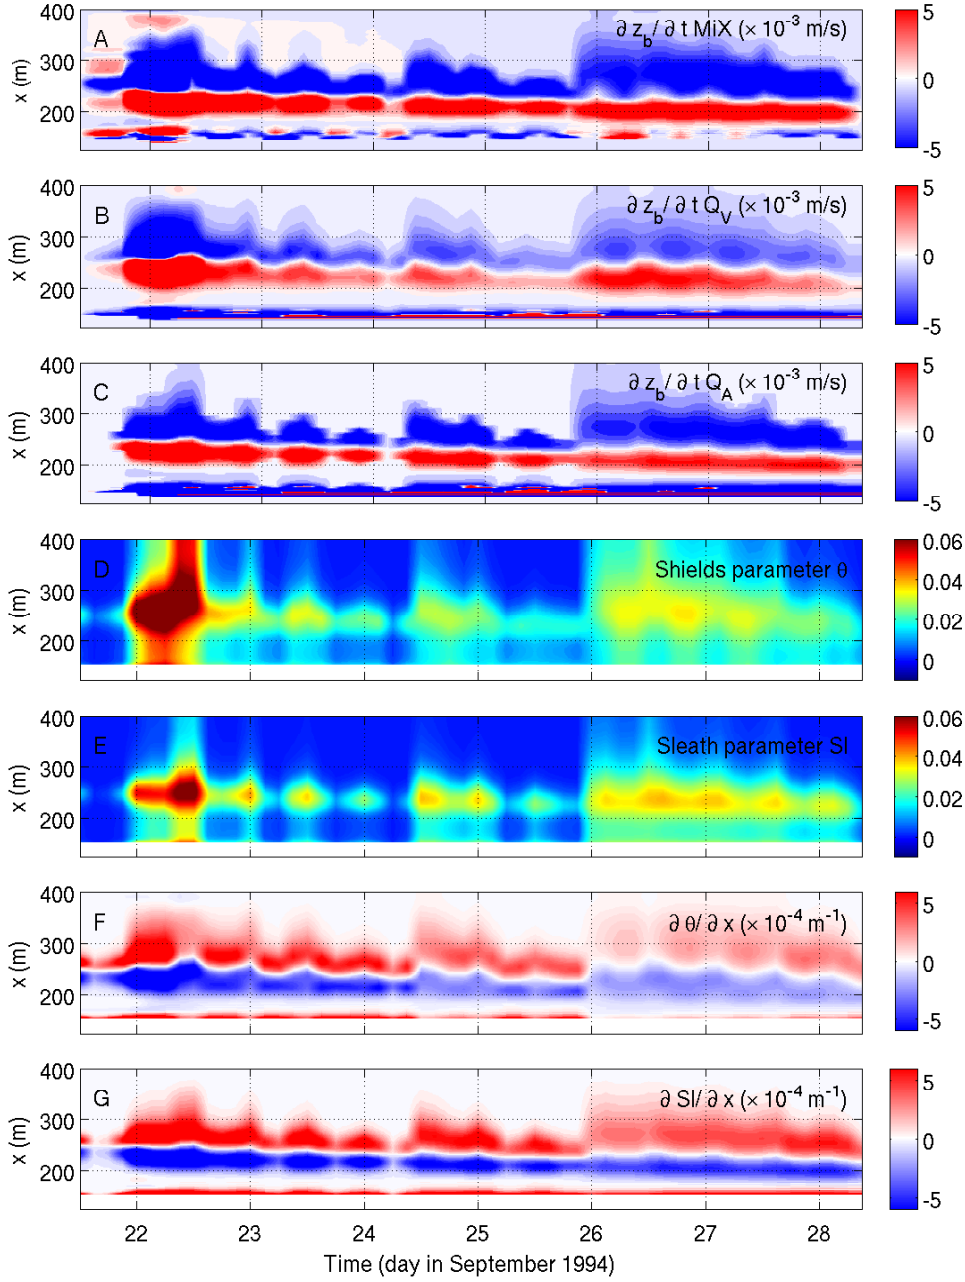 A
∂ z_b / ∂ t MiX (× 10^-3 m/s)
x (m)
400
300
200
5
0
-5
B
∂ z_b / ∂ t Q_V (× 10^-3 m/s)
x (m)
400
300
200
5
0
-5
C
∂ z_b / ∂ t Q_A (× 10^-3 m/s)
x (m)
400
300
200
5
0
-5
D
Shields parameter θ
x (m)
400
300
200
0.06
0.04
0.02
0
E
Sleath parameter Sl
x (m)
400
300
200
0.06
0.04
0.02
0
F
∂ θ/ ∂ x (× 10^-4 m^-1)
x (m)
400
300
200
5
0
-5
G
∂ Sl/ ∂ x (× 10^-4 m^-1)
x (m)
400
300
200
5
0
-5
22 23 24 25 26 27 28
Time (day in September 1994)